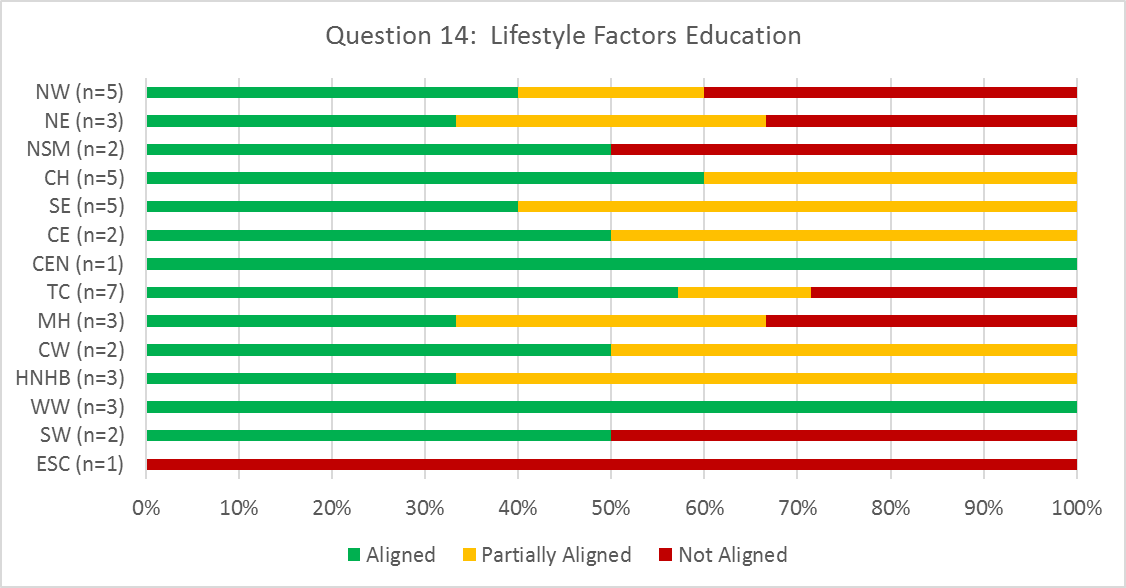 Question 14:  Lifestyle Factors Education
NW (n=5)
NE (n=3)
NSM (n=2)
CH (n=5)
SE (n=5)
CE (n=2)
CEN (n=1)
TC (n=7)
MH (n=3)
CW (n=2)
HNHB (n=3)
WW (n=3)
SW (n=2)
ESC (n=1)
0% 10% 20% 30% 40% 50% 60% 70% 80% 90% 100%
Aligned Partially Aligned Not Aligned